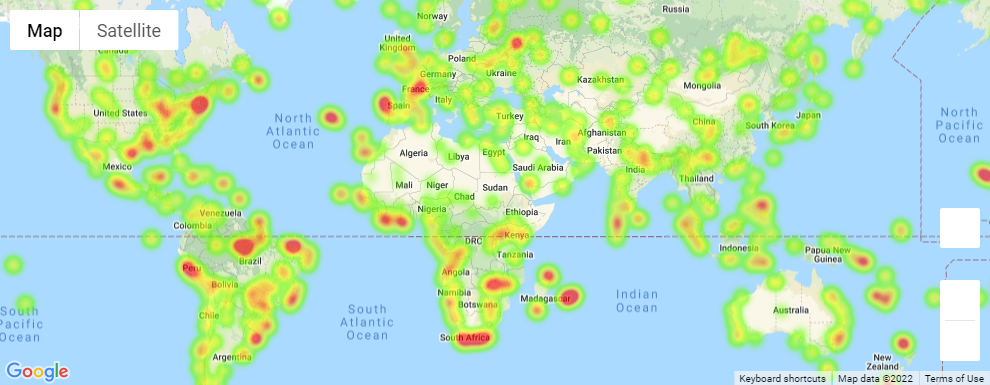 Map
Satellite
Norway
Russia
Canada
United
Kingdom
Poland
Germany
Ukraine
Kazakhstan
Mongolia
France
Spain
Italy
Turkey
United States
North
Atlantic
Ocean
China
Japan
South Korea
North
Pacific
Ocean
Afghanistan
Iraq
Iran
Pakistan
Algeria
Libya
Egypt
Saudi Arabia
India
Mexico
Thailand
Mali
Niger
Sudan
Chad
Nigeria
Ethiopia
Venezuela
Colombia
DRC
Kenya
Indonesia
Papua New
Guinea
Tanzania
Brazil
Peru
Angola
Bolivia
Namibia
Botswana
Madagascar
Indian
Ocean
Australia
South
Pacific
Ocean
Chile
South
Atlantic
Ocean
South Africa
Argentina
New
Zealand
Google
Keyboard shortcuts
Map data ©2022
Terms of Use